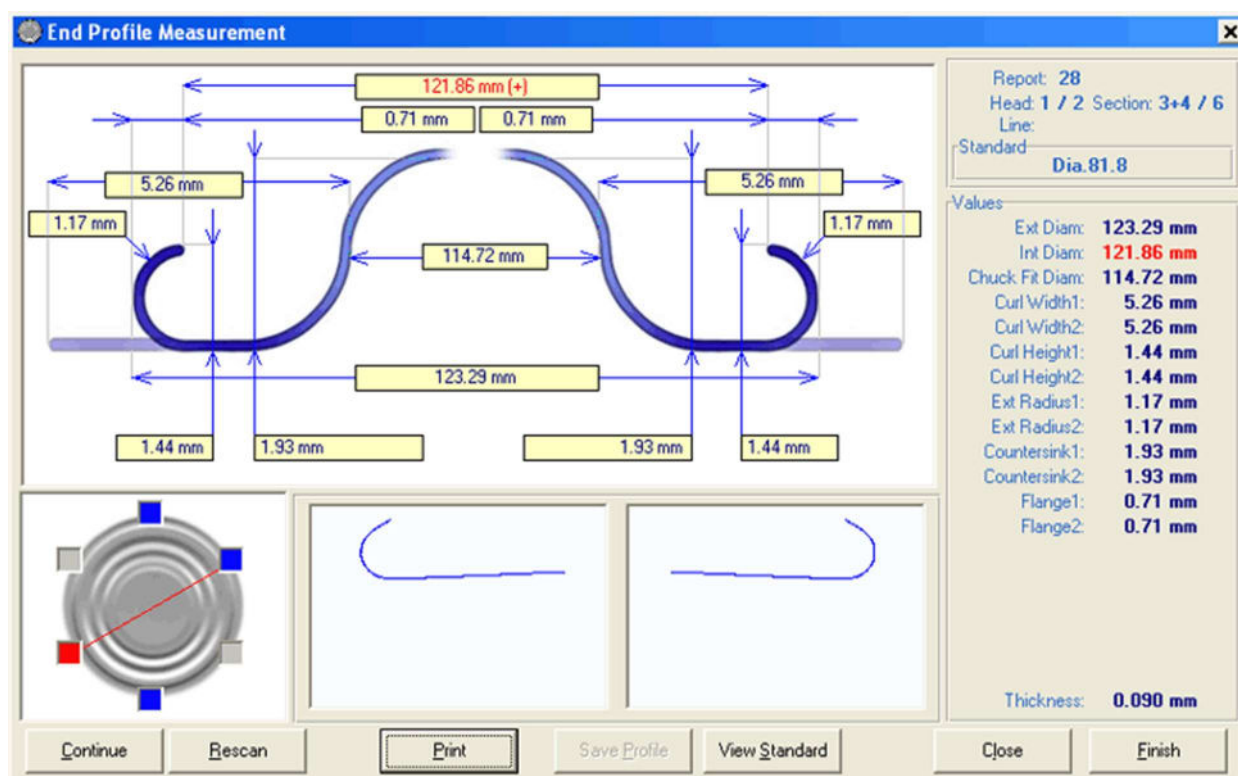 End Profile Measurement
121.86 mm (+)
0.71 mm 0.71 mm
5.26 mm 5.26 mm
1.17 mm 1.17 mm
114.72 mm
123.29 mm
1.44 mm 1.93 mm 1.93 mm 1.44 mm
Report: 28
Head: 1 / 2 Section: 3+4 / 6
Line:
Standard
Dia.81.8
Values
Ext Diam: 123.29 mm
Int Diam: 121.86 mm
Chuck Fit Diam: 114.72 mm
Curl Width1: 5.26 mm
Curl Width2: 5.26 mm
Curl Height1: 1.44 mm
Curl Height2: 1.44 mm
Ext Radius1: 1.17 mm
Ext Radius2: 1.17 mm
Countersink1: 1.93 mm
Countersink2: 1.93 mm
Flange1: 0.71 mm
Flange2: 0.71 mm
Thickness: 0.090 mm
Continue Rescan Print Save Profile View Standard Close Finish